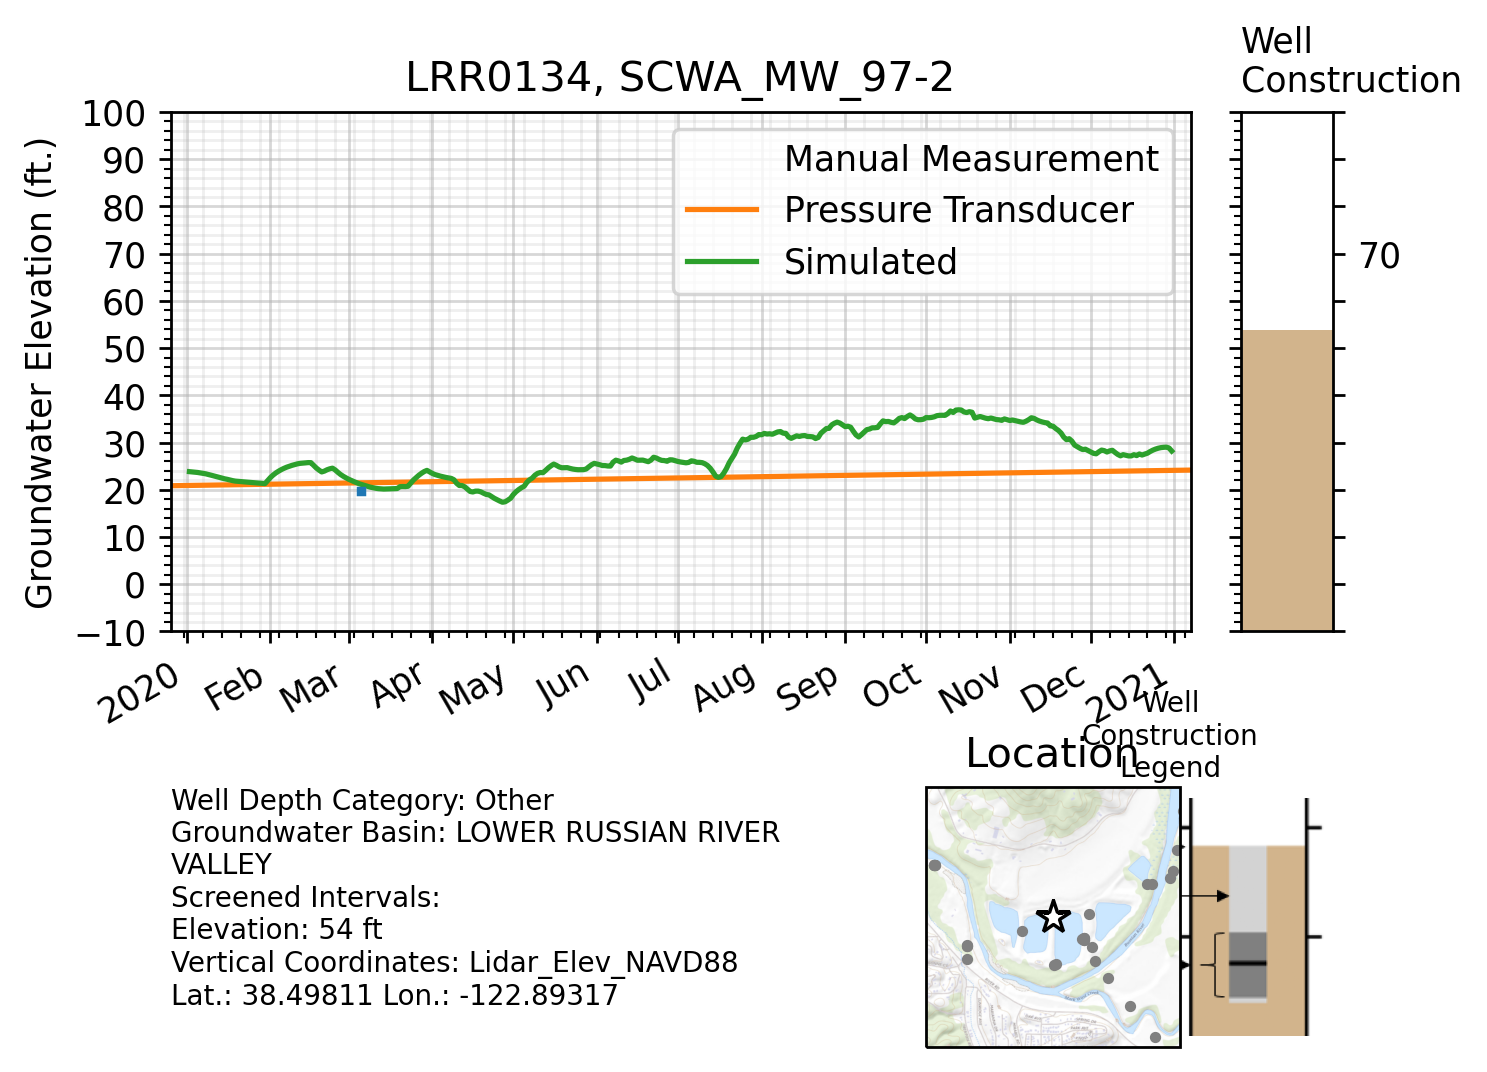 Well
Construction
LRR0134, SCWA_MW_97-2
Groundwater Elevation (ft.)
100
90
80
70
60
50
40
30
20
10
0
−10
Manual Measurement
Pressure Transducer
Simulated
70
2020
Feb
Mar
Apr
May
Jun
Jul
Aug
Sep
Oct
Nov
Dec
2021
Well
Construction
Legend
Location
Well Depth Category: Other
Groundwater Basin: LOWER RUSSIAN RIVER
VALLEY
Screened Intervals:
Elevation: 54 ft
Vertical Coordinates: Lidar_Elev_NAVD88
Lat.: 38.49811 Lon.: -122.89317